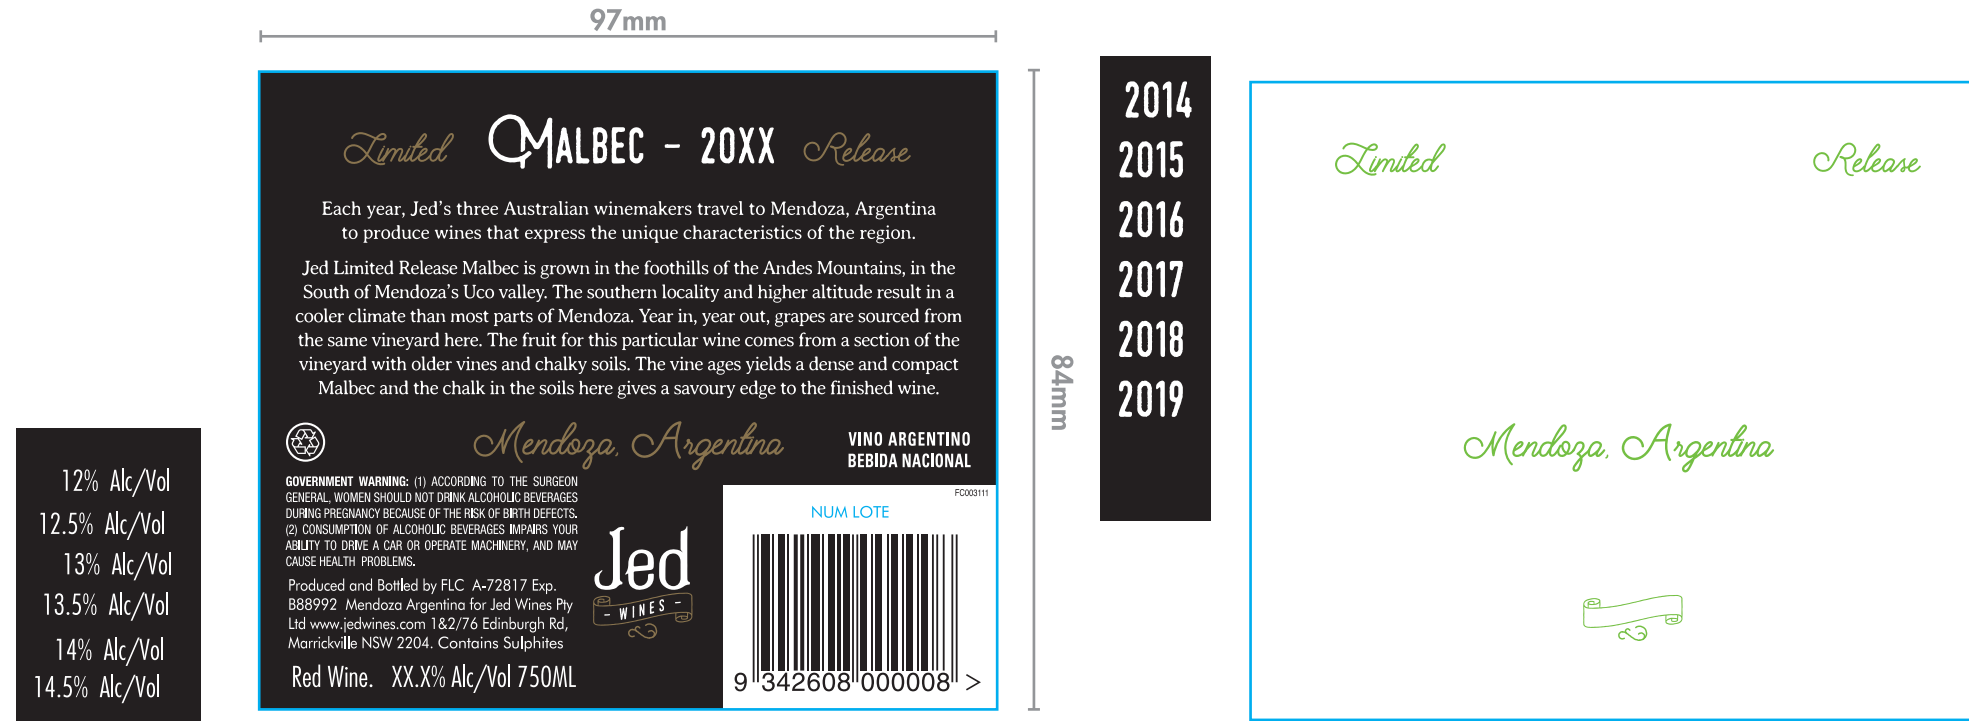 97mm
Limited MALBEC - 20XX Release
Each year, Jed's three Australian winemakers travel to Mendoza, Argentina
to produce wines that express the unique characteristics of the region.
Jed Limited Release Malbec is grown in the foothills of the Andes Mountains, in the
South of Mendoza's Uco valley. The southern locality and higher altitude result in a
cooler climate than most parts of Mendoza. Year in, year out, grapes are sourced from
the same vineyard here. The fruit for this particular wine comes from a section of the
vineyard with older vines and chalky soils. The vine ages yields a dense and compact
Malbec and the chalk in the soils here gives a savoury edge to the finished wine.
Mendoza, Argentina
VINO ARGENTINO
BEBIDA NACIONAL
GOVERNMENT WARNING: (1) ACCORDING TO THE SURGEON
GENERAL, WOMEN SHOULD NOT DRINK ALCOHOLIC BEVERAGES
DURING PREGNANCY BECAUSE OF THE RISK OF BIRTH DEFECTS.
(2) CONSUMPTION OF ALCOHOLIC BEVERAGES IMPAIRS YOUR
ABILITY TO DRIVE A CAR OR OPERATE MACHINERY, AND MAY
CAUSE HEALTH PROBLEMS.
Produced and Bottled by FLC A-72817 Exp.
B88992 Mendoza Argentina for Jed Wines Pty
Ltd www.jedwines.com 1&2/76 Edinburgh Rd,
Marrickville NSW 2204. Contains Sulphites
Red Wine. XX.X% Alc/Vol 750ML
Jed
- WINES -
FC003111
NUM LOTE
9 342608 000008 >
84mm
12% Alc/Vol
12.5% Alc/Vol
13% Alc/Vol
13.5% Alc/Vol
14% Alc/Vol
14.5% Alc/Vol
2014
2015
2016
2017
2018
2019
Limited Release
Mendoza, Argentina